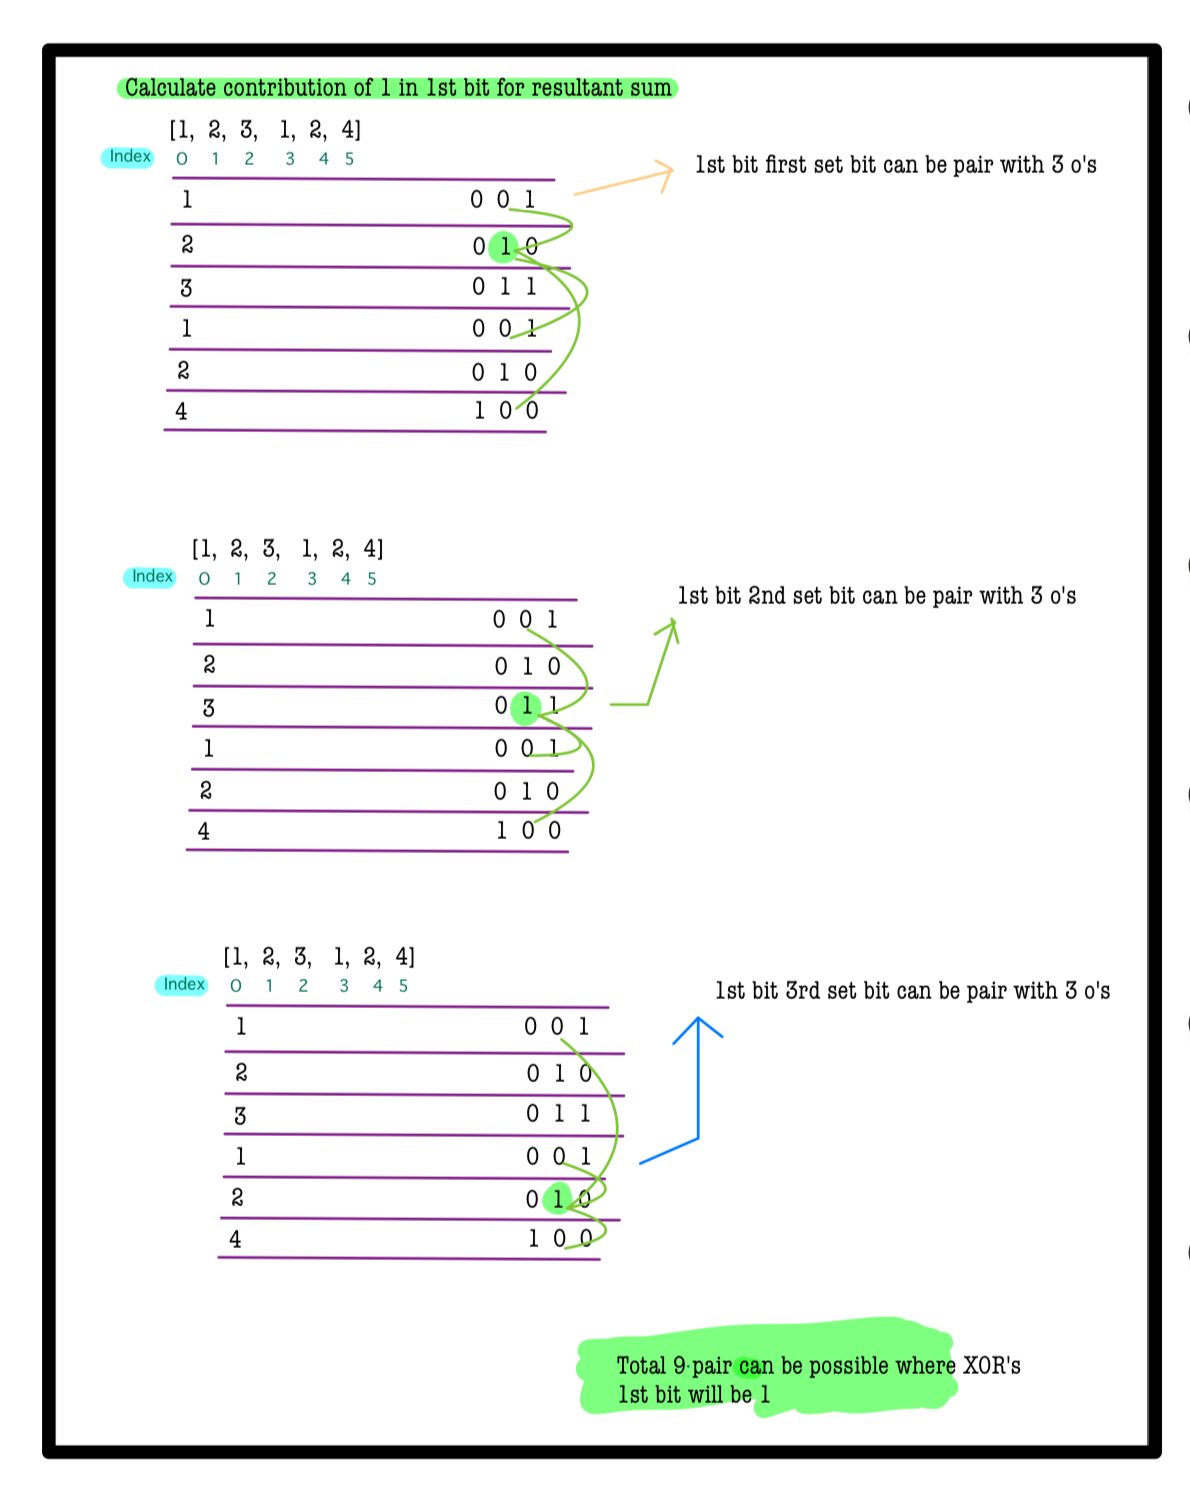 Calculate contribution of 1 in 1st bit for resultant sum
[1, 2, 3, 1, 2, 4]
Index 0 1 2 3 4 5
1st bit first set bit can be pair with 3 o's
1 0 0 1
2 0 1 0
3 0 1 1
1 0 0 1
2 0 1 0
4 1 0 0
[1, 2, 3, 1, 2, 4]
Index 0 1 2 3 4 5
1st bit 2nd set bit can be pair with 3 o's
1 0 0 1
2 0 1 0
3 0 1 1
1 0 0 1
2 0 1 0
4 1 0 0
[1, 2, 3, 1, 2, 4]
Index 0 1 2 3 4 5
1st bit 3rd set bit can be pair with 3 o's
1 0 0 1
2 0 1 0
3 0 1 1
1 0 0 1
2 0 1 0
4 1 0 0
Total 9 pair can be possible where XOR's
1st bit will be 1